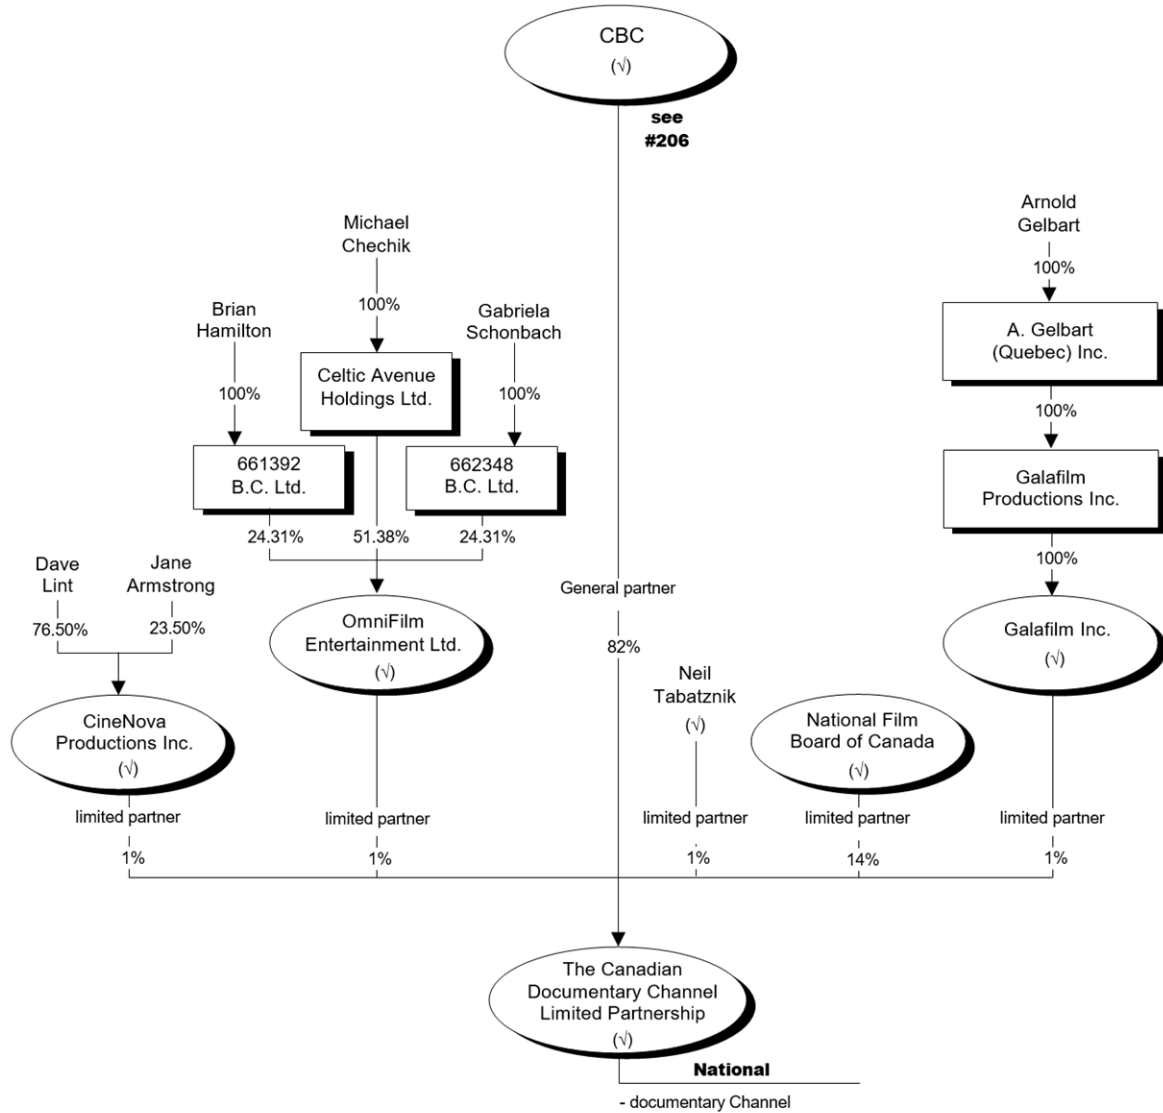 CBC
(√)
see
#206
Michael
Chechik
100%
Brian
Hamilton
100%
Gabriela
Schonbach
100%
Celtic Avenue
Holdings Ltd.
661392
B.C. Ltd.
662348
B.C. Ltd.
24.31%
51.38%
24.31%
Arnold
Gelbart
100%
A. Gelbart
(Quebec) Inc.
100%
Galafilm
Productions Inc.
100%
Dave
Lint
76.50%
Jane
Armstrong
23.50%
OmniFilm
Entertainment Ltd.
(√)
General partner
82%
Galafilm Inc.
(√)
CineNova
Productions Inc.
(√)
Neil
Tabatznik
(√)
National Film
Board of Canada
(√)
limited partner
limited partner
limited partner
limited partner
limited partner
1%
1%
1%
14%
1%
The Canadian
Documentary Channel
Limited Partnership
(√)
National
- documentary Channel